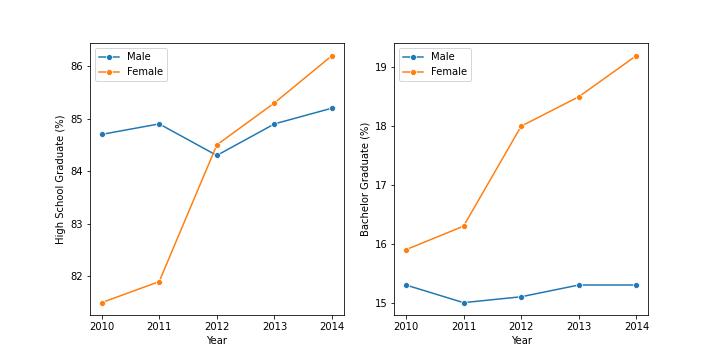 Male
Female
86
85
84
83
82
High School Graduate (%)
2010 2011 2012 2013 2014
Year
Male
Female
19
18
17
16
15
Bachelor Graduate (%)
2010 2011 2012 2013 2014
Year